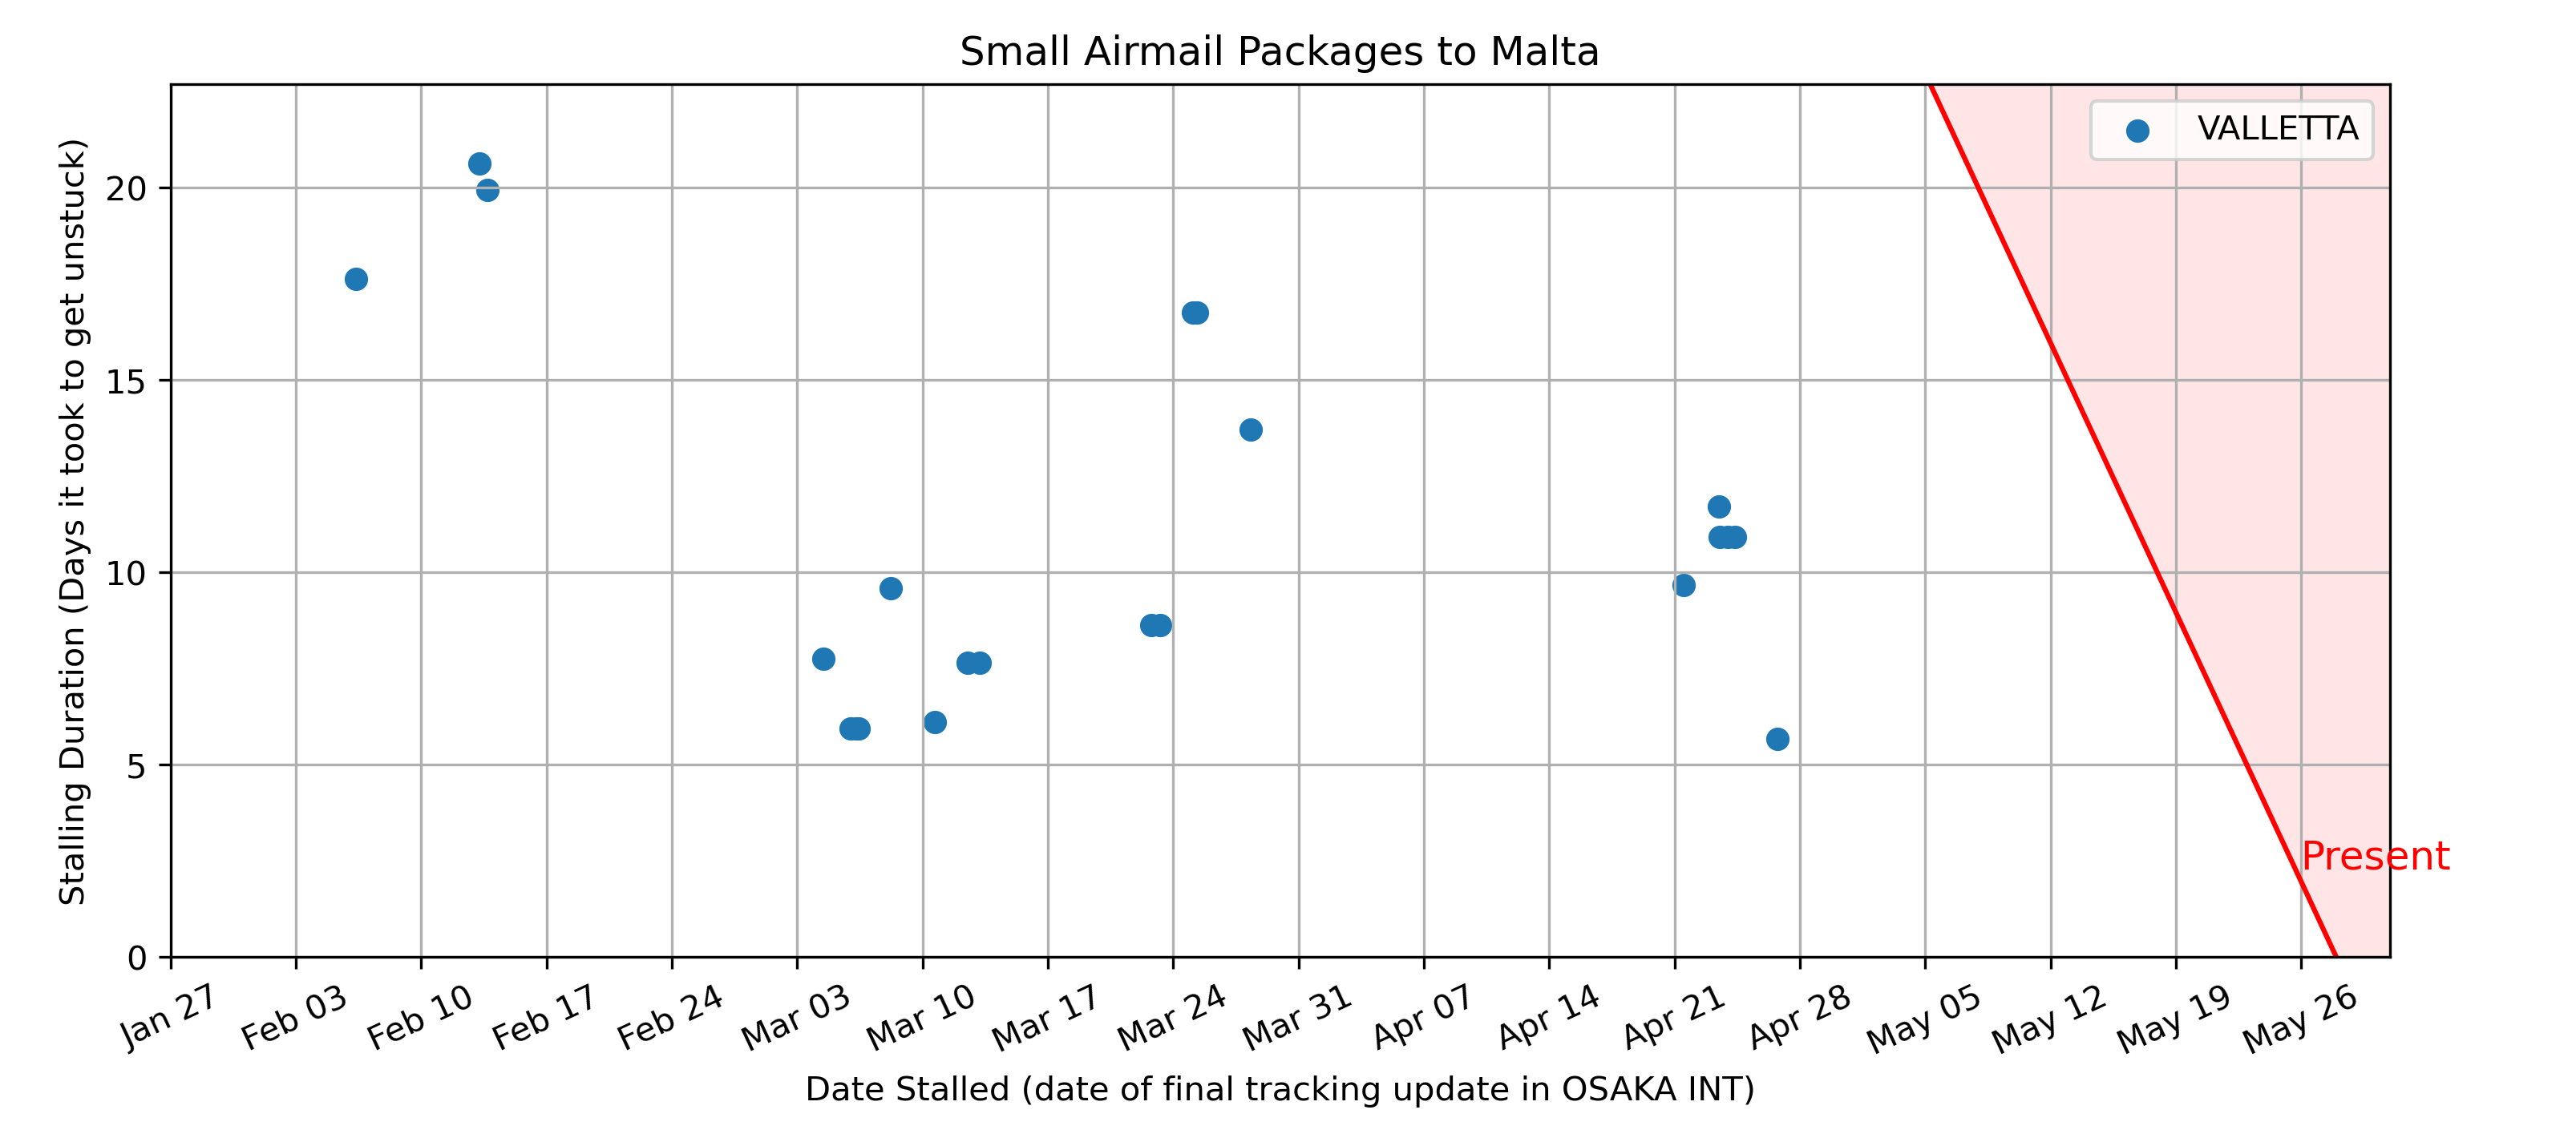 Small Airmail Packages to Malta
VALLETTA
Stalling Duration (Days it took to get unstuck)
20
15
10
5
0
Present
Jan 27
Feb 03
Feb 10
Feb 17
Feb 24
Mar 03
Mar 10
Mar 17
Mar 24
Mar 31
Apr 07
Apr 14
Apr 21
Apr 28
May 05
May 12
May 19
May 26
Date Stalled (date of final tracking update in OSAKA INT)